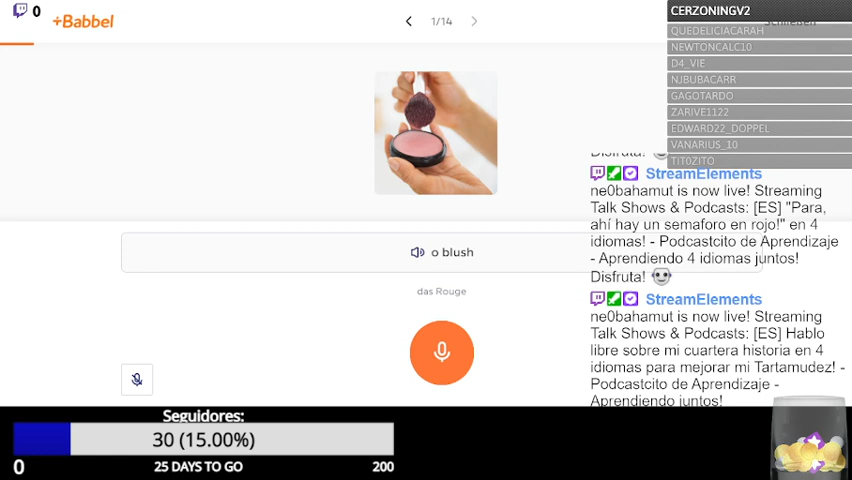 0
+Babbel
1/14
CERZONINGV2
QUEDELICIACARAH
NEWTONCALC10
D4_VIE
NJBUBACARR
GAGOTARDO
ZARIVE1122
EDWARD22_DOPPEL
VANARIUS_10
TIT0ZITO
Disfruta!
StreamElements
ne0bahamut is now live! Streaming
Talk Shows & Podcasts: [ES] "Para,
ahí hay un semaforo en rojo!" en 4
idiomas! - Podcastcito de Aprendizaje
- Aprendiendo 4 idiomas juntos!
Disfruta!
StreamElements
ne0bahamut is now live! Streaming
Talk Shows & Podcasts: [ES] Hablo
libre sobre mi cuartera historia en 4
idiomas para mejorar mi Tartamudez! -
Podcastcito de Aprendizaje -
Aprendiendo juntos!
o blush
das Rouge
Seguidores:
30 (15.00%)
0
25 DAYS TO GO
200